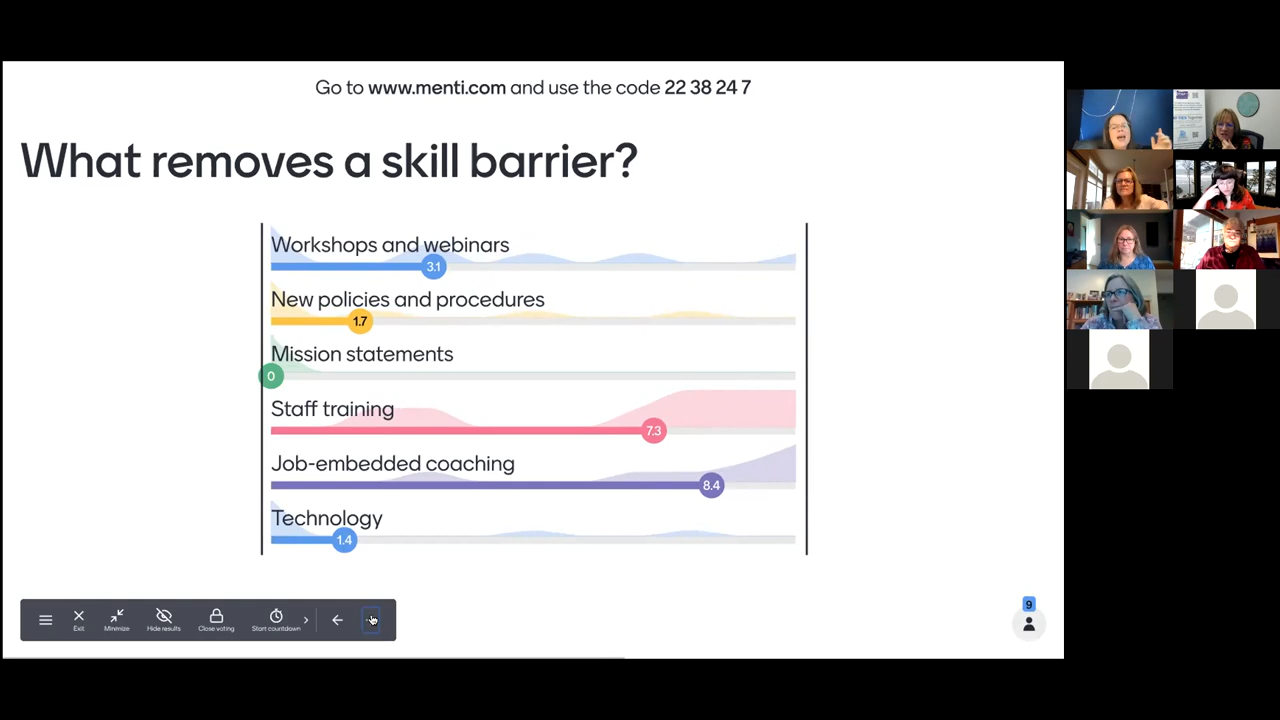 Go to www.menti.com and use the code 22 38 24 7
What removes a skill barrier?
Workshops and webinars
3.1
New policies and procedures
1.7
Mission statements
0
Staff training
7.3
Job-embedded coaching
8.4
Technology
1.4
Exit
Minimize
Hide results
Close voting
Start countdown
9